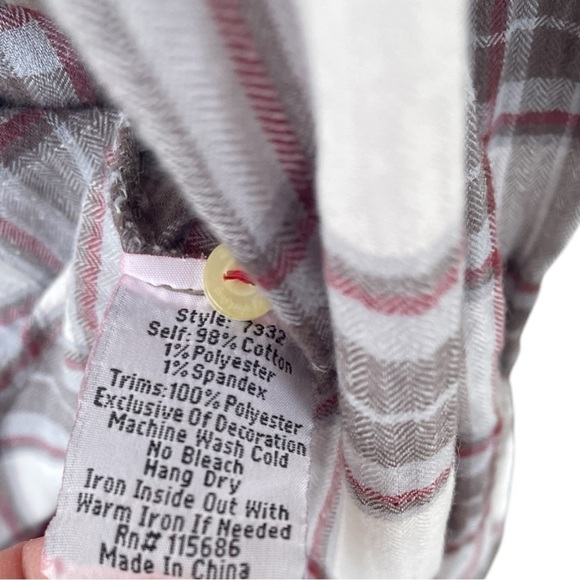 Style: 7332
Self: 98% Cotton
1% Polyester
1% Spandex
Trims: 100% Polyester
Exclusive Of Decoration
Machine Wash Cold
No Bleach
Hang Dry
Iron Inside Out With
Warm Iron If Needed
Rn# 115686
Made In China